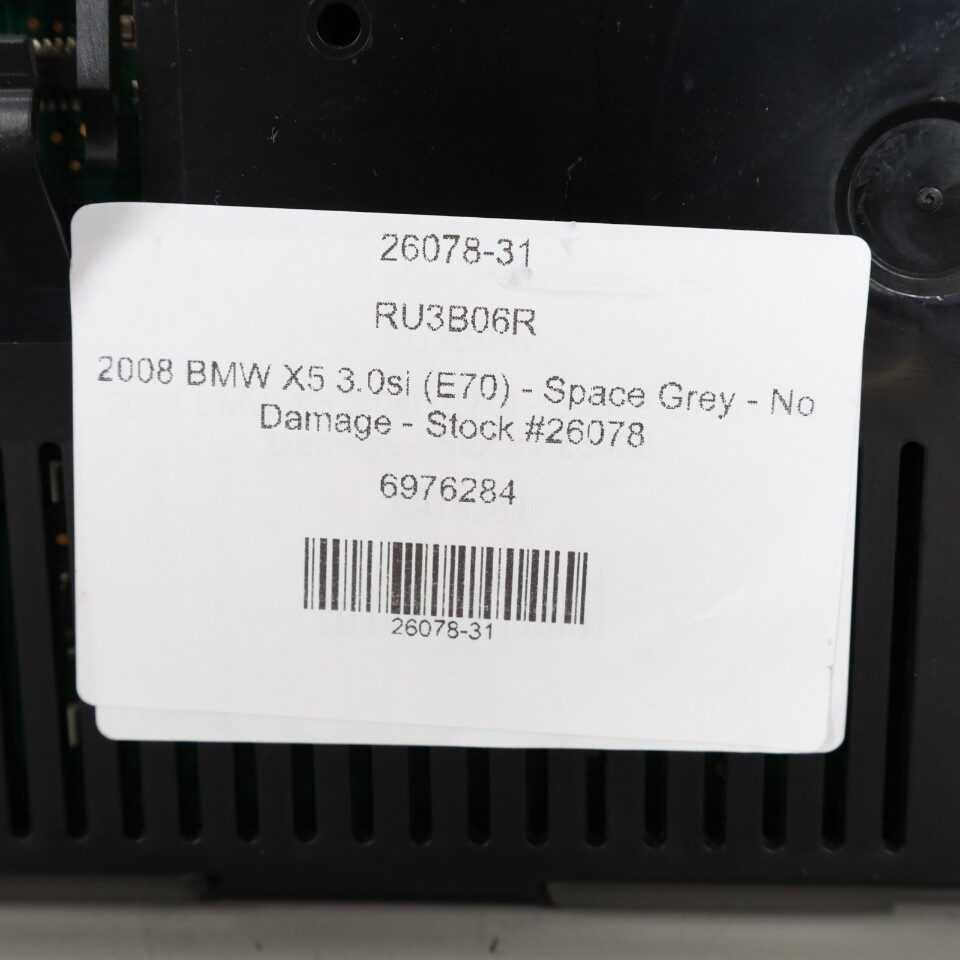 26078-31
RU3B06R
2008 BMW X5 3.0si (E70) - Space Grey - No
Damage - Stock #26078
6976284
26078-31